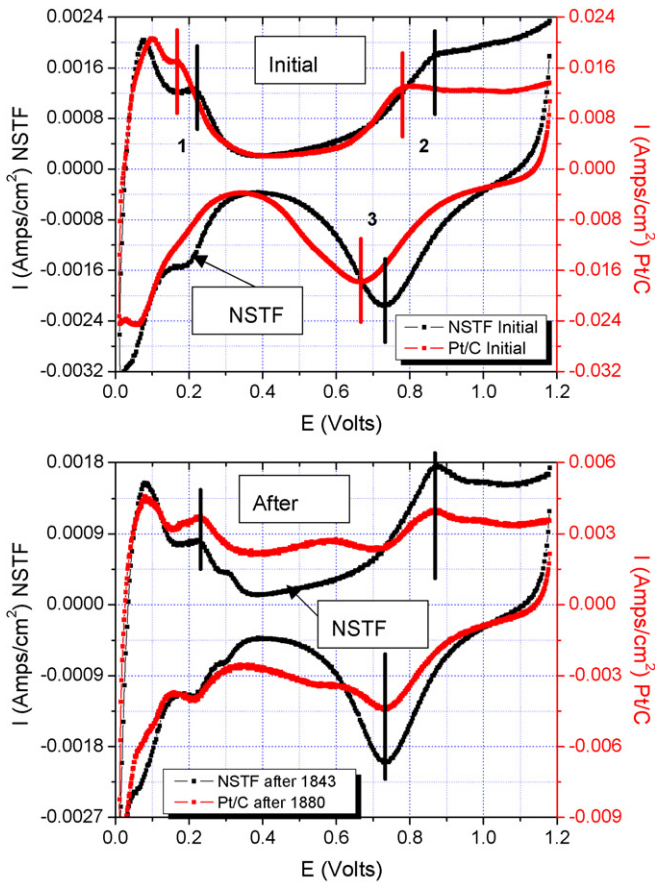 0.0024
0.0016
0.0008
0.0000
-0.0008
-0.0016
-0.0024
-0.0032
I (Amps/cm²) NSTF
Initial
1
2
3
NSTF
NSTF Initial
Pt/C Initial
0.024
0.016
0.008
0.000
-0.008
-0.016
-0.024
-0.032
I (Amps/cm²) Pt/C
0.0 0.2 0.4 0.6 0.8 1.0 1.2
E (Volts)
0.0018
0.0009
0.0000
-0.0009
-0.0018
-0.0027
I (Amps/cm²) NSTF
After
NSTF
NSTF after 1843
Pt/C after 1880
0.006
0.003
0.000
-0.003
-0.006
-0.009
I (Amps/cm²) Pt/C
0.0 0.2 0.4 0.6 0.8 1.0 1.2
E (Volts)